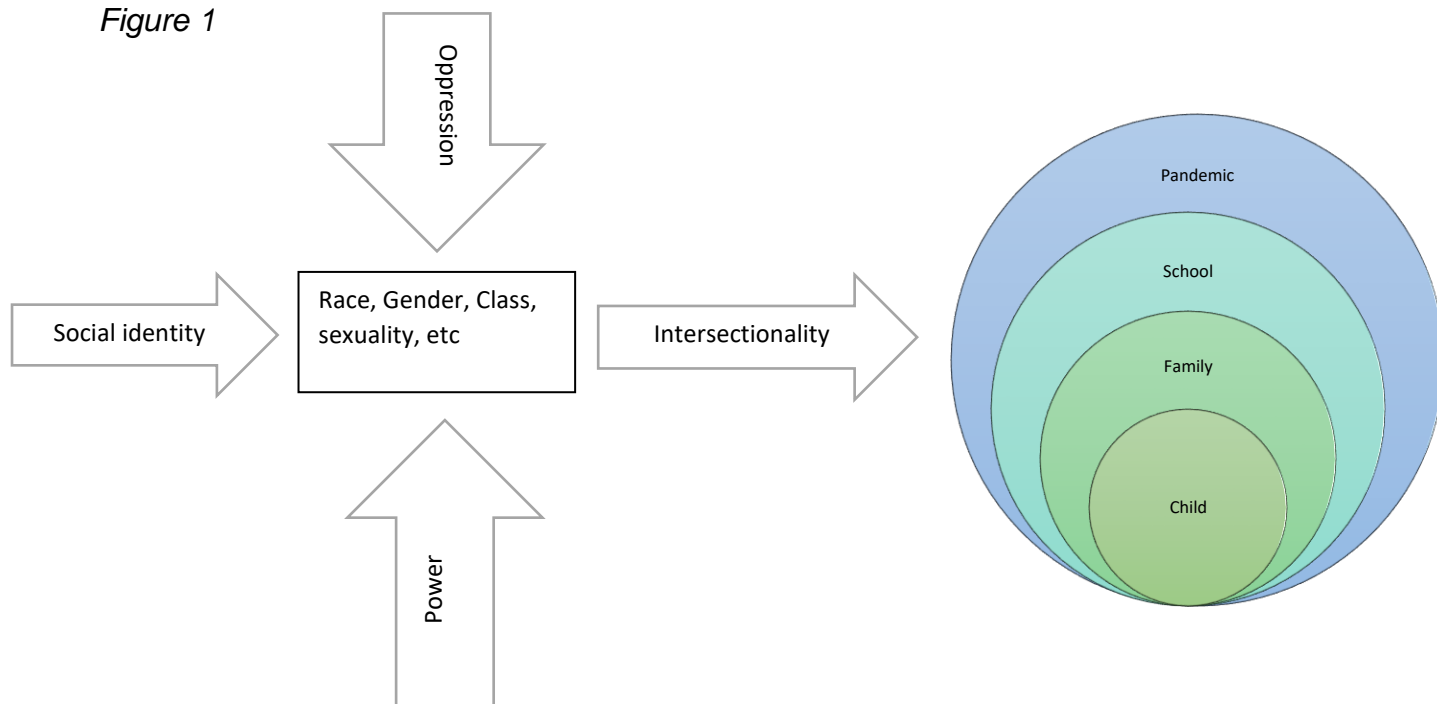 Figure 1
Oppression
Social identity
Race, Gender, Class,
sexuality, etc
Intersectionality
Power
Pandemic
School
Family
Child